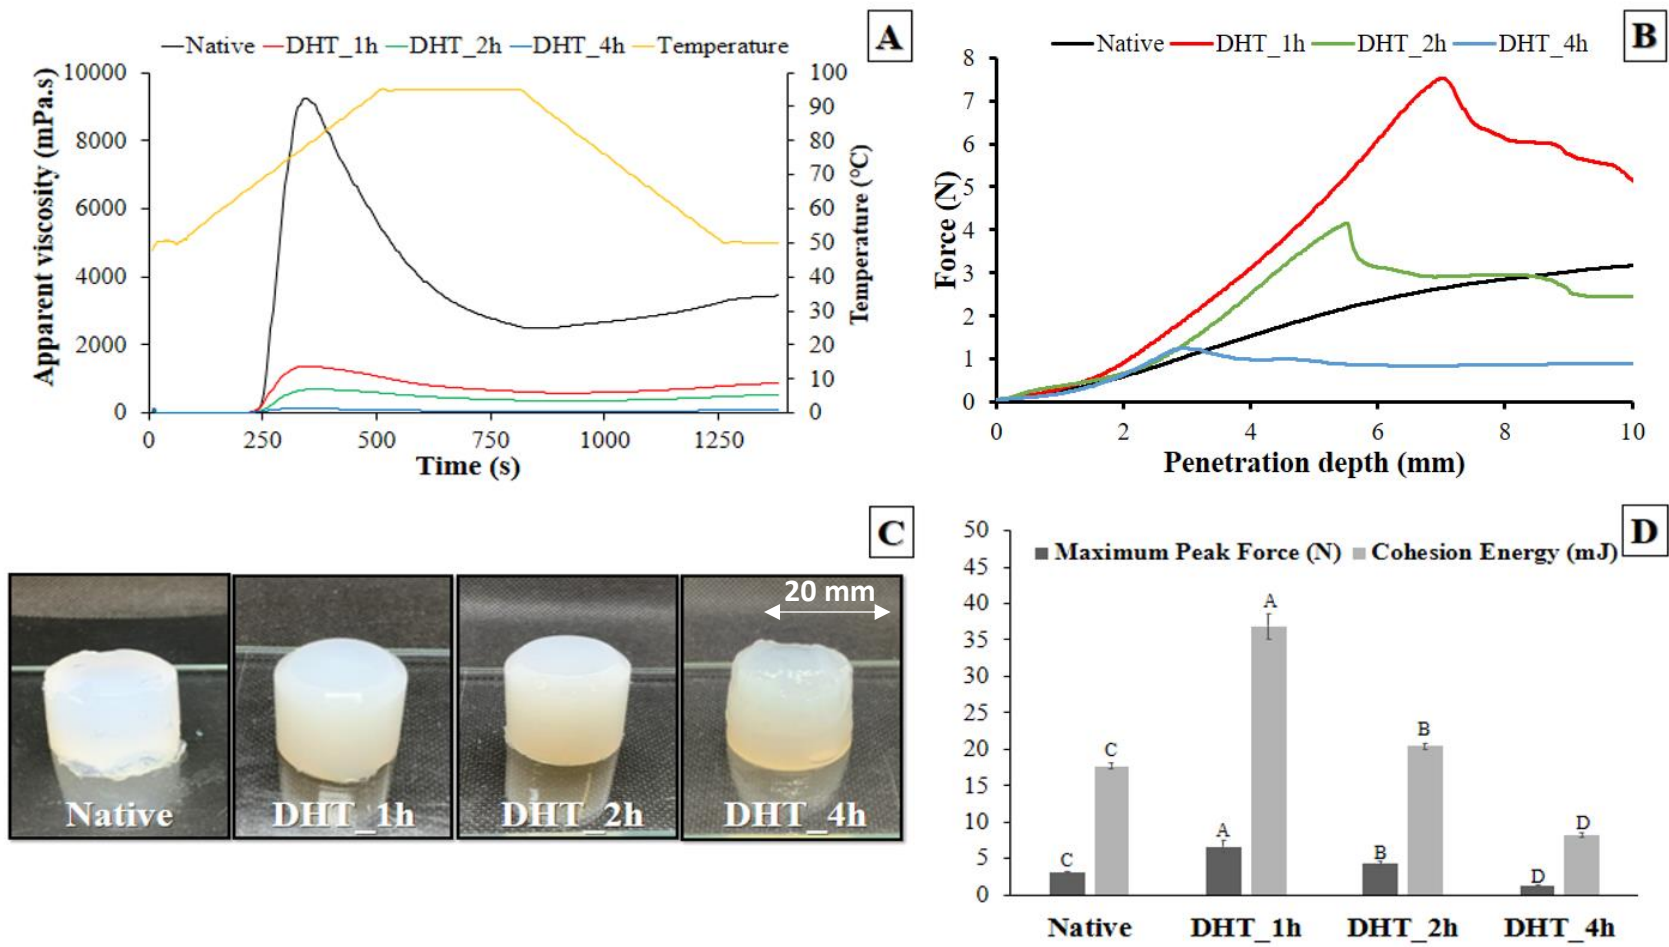 Native DHT_1h DHT_2h DHT_4h Temperature
A
10000
8000
6000
4000
2000
0
Apparent viscosity (mPa.s)
100
90
80
70
60
50
40
30
20
10
0
Temperature (°C)
0 250 500 750 1000 1250
Time (s)
Native DHT_1h DHT_2h DHT_4h
B
8
7
6
5
4
3
2
1
0
Force (N)
0 2 4 6 8 10
Penetration depth (mm)
C
20 mm
Native DHT_1h DHT_2h DHT_4h
D
Maximum Peak Force (N) Cohesion Energy (mJ)
50
45
40
35
30
25
20
15
10
5
0
C C A A B B D D
Native DHT_1h DHT_2h DHT_4h